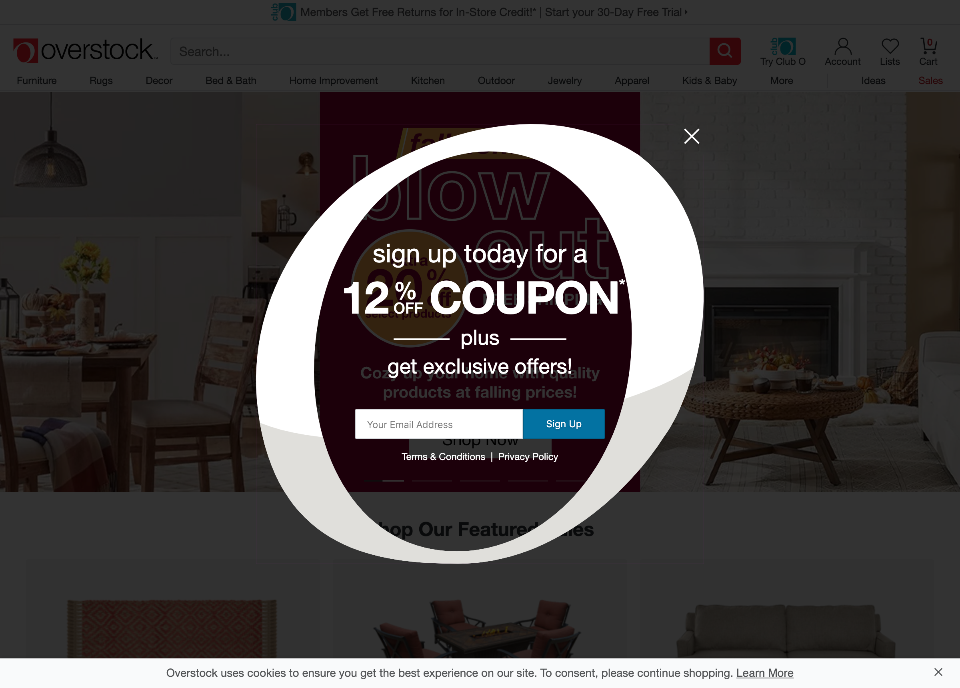 club O Members Get Free Returns for In-Store Credit!* | Start your 30-Day Free Trial
overstock
Search...
club O
Try Club O
Account
Lists
0
Cart
Furniture Rugs Decor Bed & Bath Home Improvement Kitchen Outdoor Jewelry Apparel Kids & Baby More Ideas Sales
blow
out
sign up today for a
12% OFF COUPON*
plus
get exclusive offers!
select products*
Cozy up your home with quality
products at falling prices!
Your Email Address
Sign Up
Shop Now
Terms & Conditions | Privacy Policy
Shop Our Featured Sales
Overstock uses cookies to ensure you get the best experience on our site. To consent, please continue shopping. Learn More